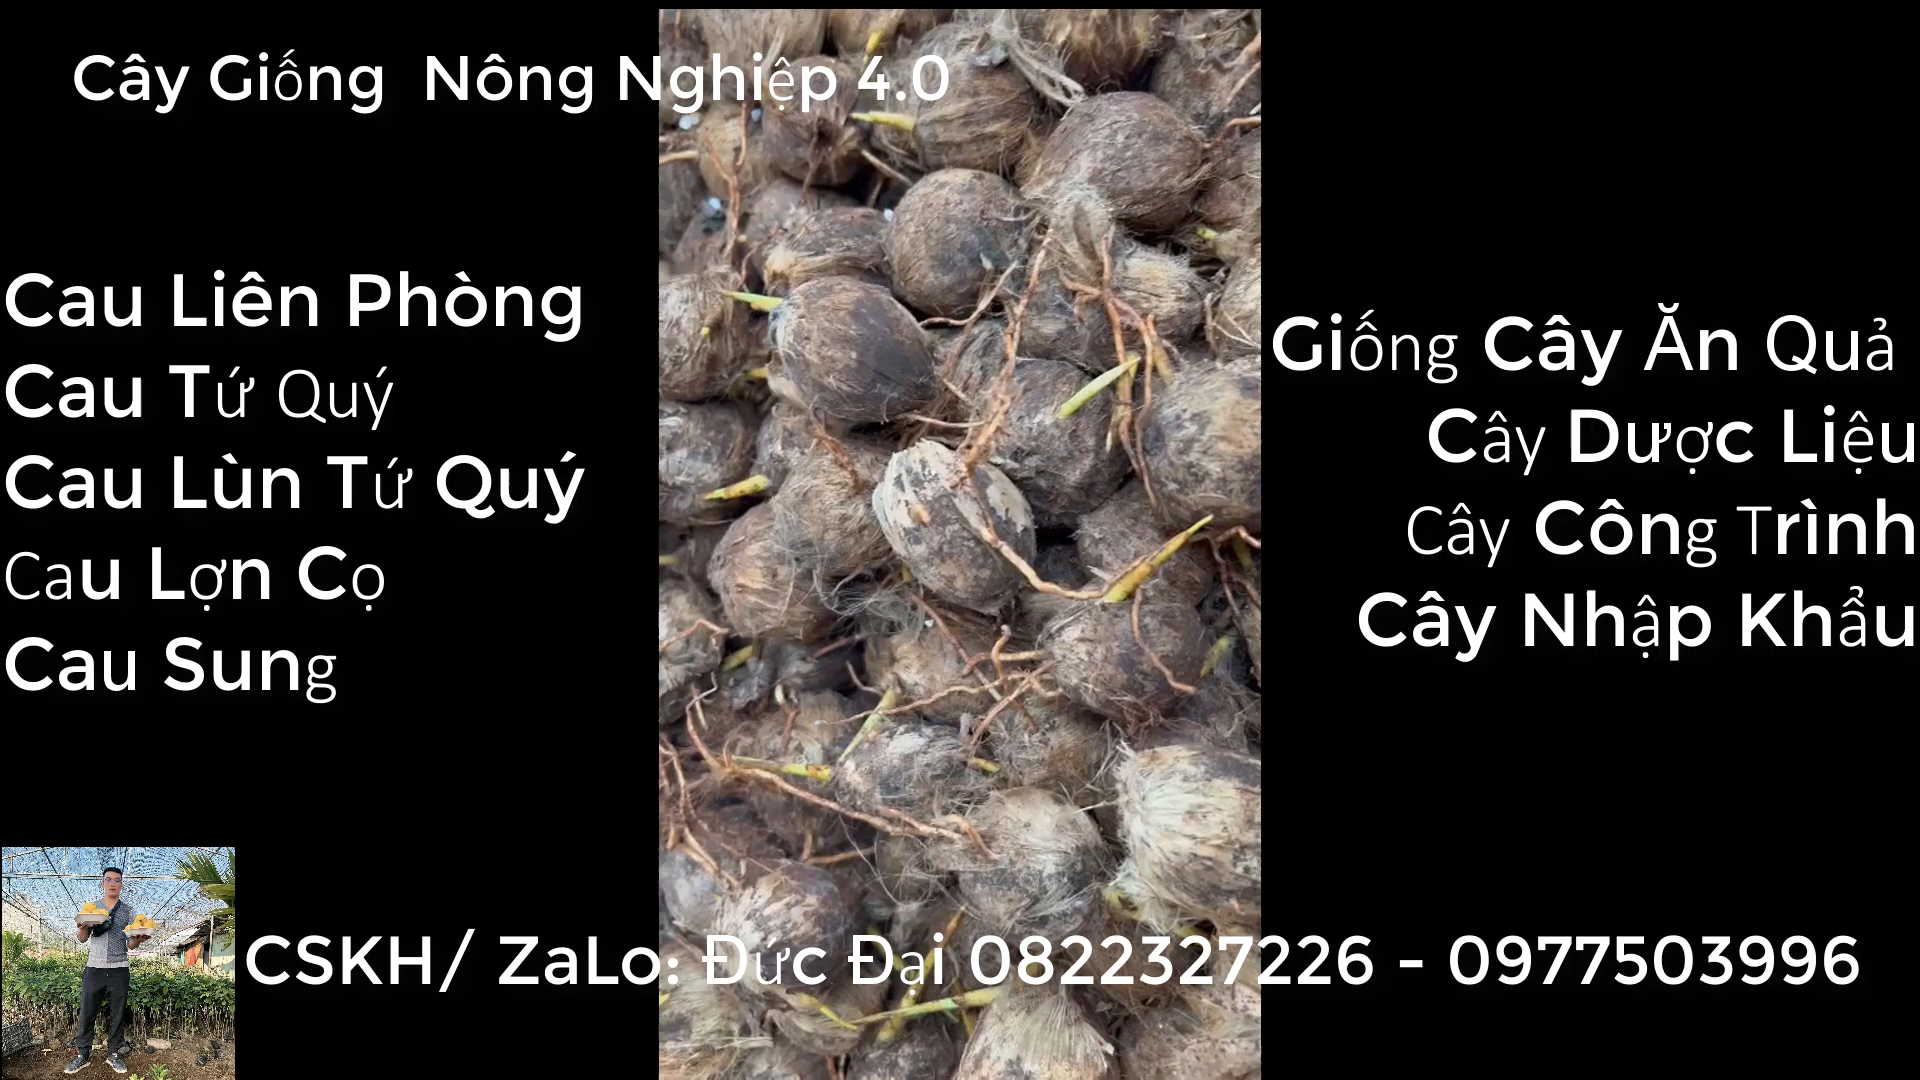 Cây Giống Nông Nghiệp 4.0
Cau Liên Phòng
Cau Tứ Quý
Cau Lùn Tứ Quý
Cau Lợn Cọ
Cau Sung
Giống Cây Ăn Quả
Cây Dược Liệu
Cây Công Trình
Cây Nhập Khẩu
CSKH/ ZaLo: Đức Đại 0822327226 - 0977503996